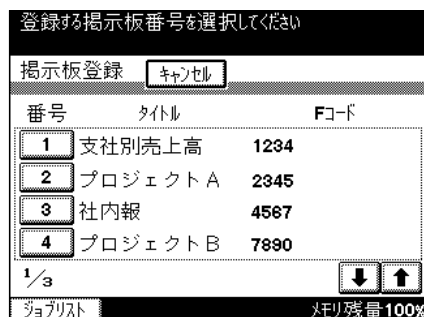 登録する掲示板番号を選択してください
掲示板登録 キャンセル
番号 タイトル Fコード
1 支社別売上高 1234
2 プロジェクトA 2345
3 社内報 4567
4 プロジェクトB 7890
1/3
ジョブリスト メモリ残量100%